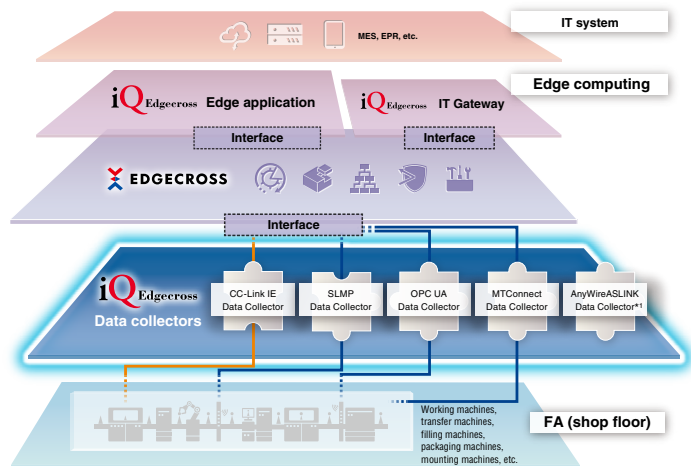 IT system
MES, EPR, etc.
Edge computing
iQ Edgecross Edge application
iQ Edgecross IT Gateway
Interface
Interface
EDGECROSS
Interface
iQ Edgecross
Data collectors
CC-Link IE
Data Collector
SLMP
Data Collector
OPC UA
Data Collector
MTConnect
Data Collector
AnyWireASLINK
Data Collector*1
Working machines,
transfer machines,
filling machines,
packaging machines,
mounting machines, etc.
FA (shop floor)